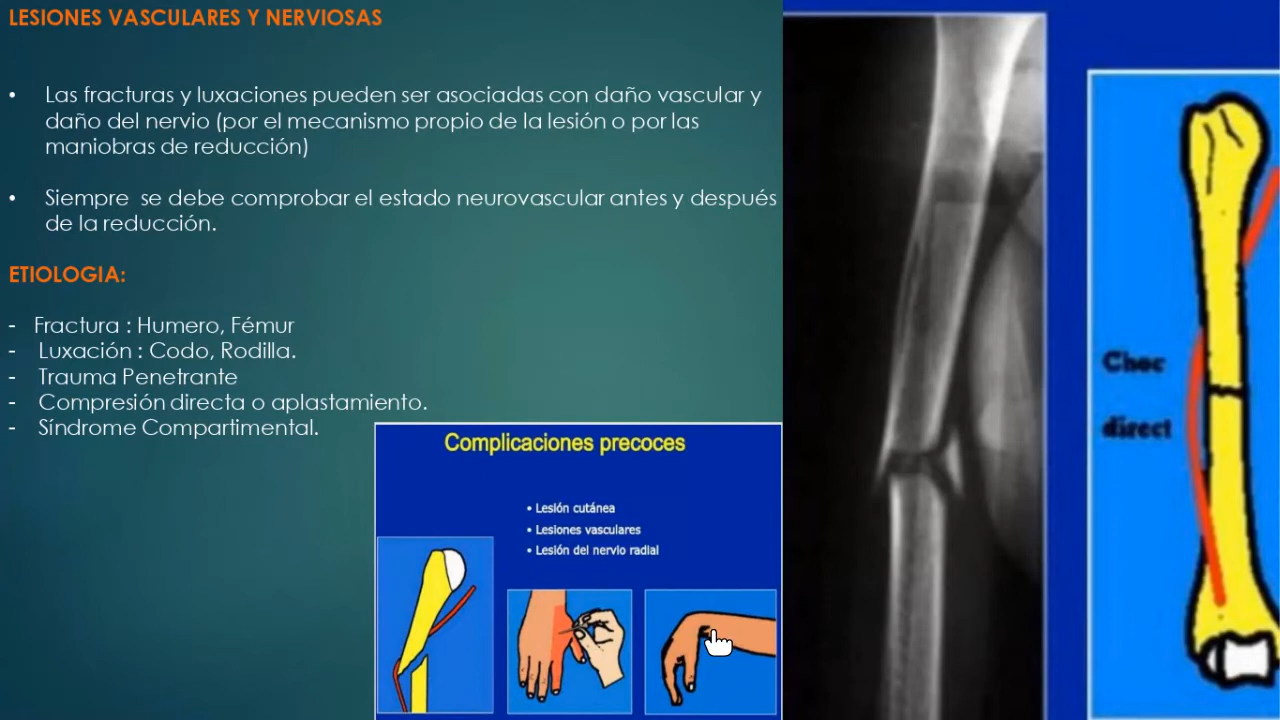 LESIONES VASCULARES Y NERVIOSAS
• Las fracturas y luxaciones pueden ser asociadas con daño vascular y
daño del nervio (por el mecanismo propio de la lesión o por las
maniobras de reducción)
• Siempre se debe comprobar el estado neurovascular antes y después
de la reducción.
ETIOLOGIA:
- Fractura : Humero, Fémur
- Luxación : Codo, Rodilla.
- Trauma Penetrante
- Compresión directa o aplastamiento.
- Síndrome Compartimental.
Complicaciones precoces
• Lesión cutánea
• Lesiones vasculares
• Lesión del nervio radial
Choc
direct